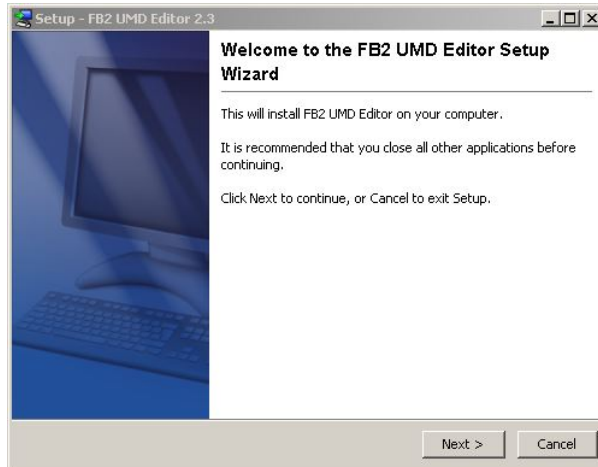 Setup - FB2 UMD Editor 2.3
Welcome to the FB2 UMD Editor Setup
Wizard
This will install FB2 UMD Editor on your computer.
It is recommended that you close all other applications before
continuing.
Click Next to continue, or Cancel to exit Setup.
Next >
Cancel